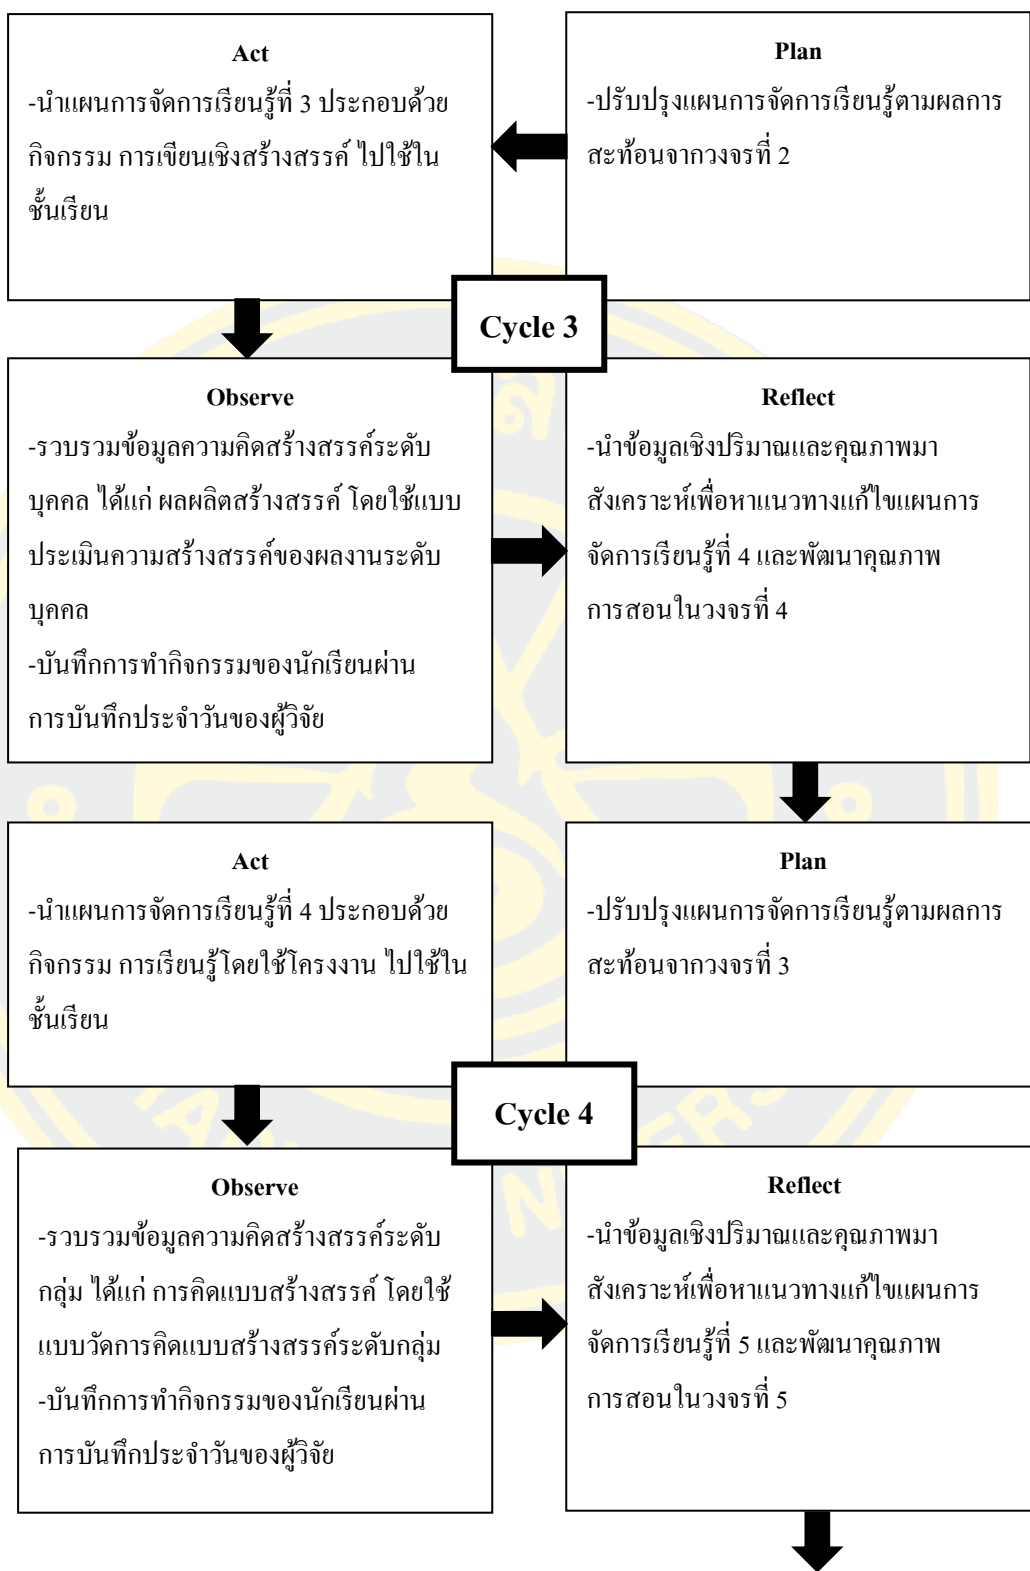 Act
-นำแผนการจัดการเรียนรู้ที่ 3 ประกอบด้วย
กิจกรรม การเขียนเชิงสร้างสรรค์ ไปใช้ใน
ชั้นเรียน
Plan
-ปรับปรุงแผนการจัดการเรียนรู้ตามผลการ
สะท้อนจากวงจรที่ 2
Cycle 3
Observe
-รวบรวมข้อมูลความคิดสร้างสรรค์ระดับ
บุคคล ได้แก่ ผลผลิตสร้างสรรค์ โดยใช้แบบ
ประเมินความสร้างสรรค์ของผลงานระดับ
บุคคล
-บันทึกการทำกิจกรรมของนักเรียนผ่าน
การบันทึกประจำวันของผู้วิจัย
Reflect
-นำข้อมูลเชิงปริมาณและคุณภาพมา
สังเคราะห์เพื่อหาแนวทางแก้ไขแผนการ
จัดการเรียนรู้ที่ 4 และพัฒนาคุณภาพ
การสอนในวงจรที่ 4
Act
-นำแผนการจัดการเรียนรู้ที่ 4 ประกอบด้วย
กิจกรรม การเรียนรู้โดยใช้โครงงาน ไปใช้ใน
ชั้นเรียน
Plan
-ปรับปรุงแผนการจัดการเรียนรู้ตามผลการ
สะท้อนจากวงจรที่ 3
Cycle 4
Observe
-รวบรวมข้อมูลความคิดสร้างสรรค์ระดับ
กลุ่ม ได้แก่ การคิดแบบสร้างสรรค์ โดยใช้
แบบวัดการคิดแบบสร้างสรรค์ระดับกลุ่ม
-บันทึกการทำกิจกรรมของนักเรียนผ่าน
การบันทึกประจำวันของผู้วิจัย
Reflect
-นำข้อมูลเชิงปริมาณและคุณภาพมา
สังเคราะห์เพื่อหาแนวทางแก้ไขแผนการ
จัดการเรียนรู้ที่ 5 และพัฒนาคุณภาพ
การสอนในวงจรที่ 5